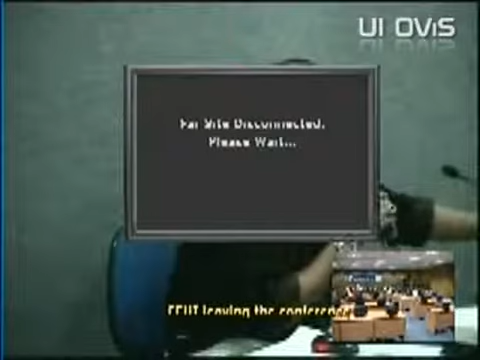 UI OViS
Far Site Disconnected.
Please Wait...
leaving the conference